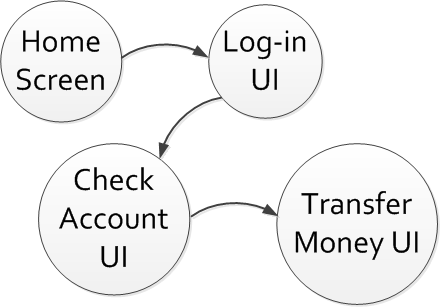 Home
Screen
Log-in
UI
Check
Account
UI
Transfer
Money UI